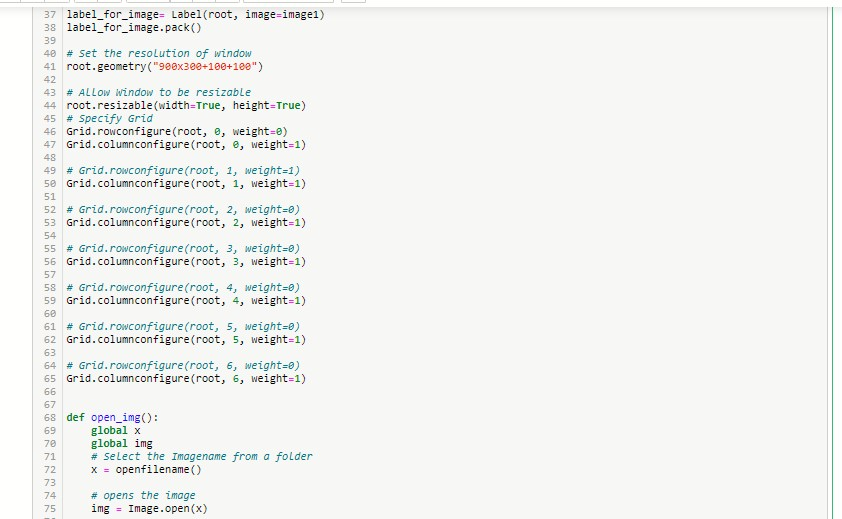 37 label_for_image= Label(root, image=image1)
38 label_for_image.pack()
39
40 # Set the resolution of window
41 root.geometry("900x300+100+100")
42
43 # Allow Window to be resizable
44 root.resizable(width=True, height=True)
45 # Specify Grid
46 Grid.rowconfigure(root, 0, weight=0)
47 Grid.columnconfigure(root, 0, weight=1)
48
49 # Grid.rowconfigure(root, 1, weight=1)
50 Grid.columnconfigure(root, 1, weight=1)
51
52 # Grid.rowconfigure(root, 2, weight=0)
53 Grid.columnconfigure(root, 2, weight=1)
54
55 # Grid.rowconfigure(root, 3, weight=0)
56 Grid.columnconfigure(root, 3, weight=1)
57
58 # Grid.rowconfigure(root, 4, weight=0)
59 Grid.columnconfigure(root, 4, weight=1)
60
61 # Grid.rowconfigure(root, 5, weight=0)
62 Grid.columnconfigure(root, 5, weight=1)
63
64 # Grid.rowconfigure(root, 6, weight=0)
65 Grid.columnconfigure(root, 6, weight=1)
66
67
68 def open_img():
69     global x
70     global img
71     # Select the Imagename from a folder
72     x = openfilename()
73
74     # opens the image
75     img = Image.open(x)